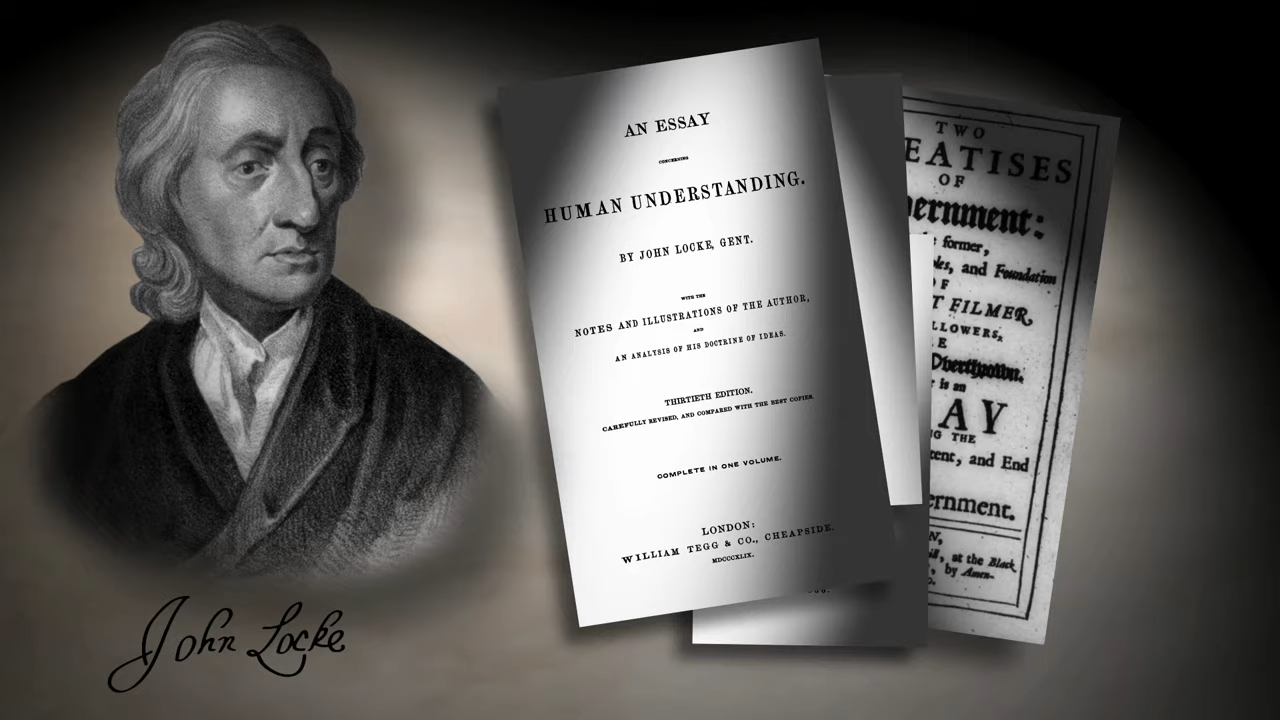 AN ESSAY
CONCERNING
HUMAN UNDERSTANDING.
BY JOHN LOCKE, GENT.
WITH THE
NOTES AND ILLUSTRATIONS OF THE AUTHOR,
AND
AN ANALYSIS OF HIS DOCTRINE OF IDEAS.
THIRTIETH EDITION.
CAREFULLY REVISED, AND COMPARED WITH THE BEST COPIES.
COMPLETE IN ONE VOLUME.
LONDON:
WILLIAM TEGG & CO., CHEAPSIDE.
MDCCCXLIX.
TWO
EATISES
OF
ernment:
former,
les, and Foundation
OF
T FILMER,
LLOWERS,
E
Overthrown.
is an
AY
NG THE
tent, and End
ernment.
N,
ill, at the Black
by Amen-
John Locke